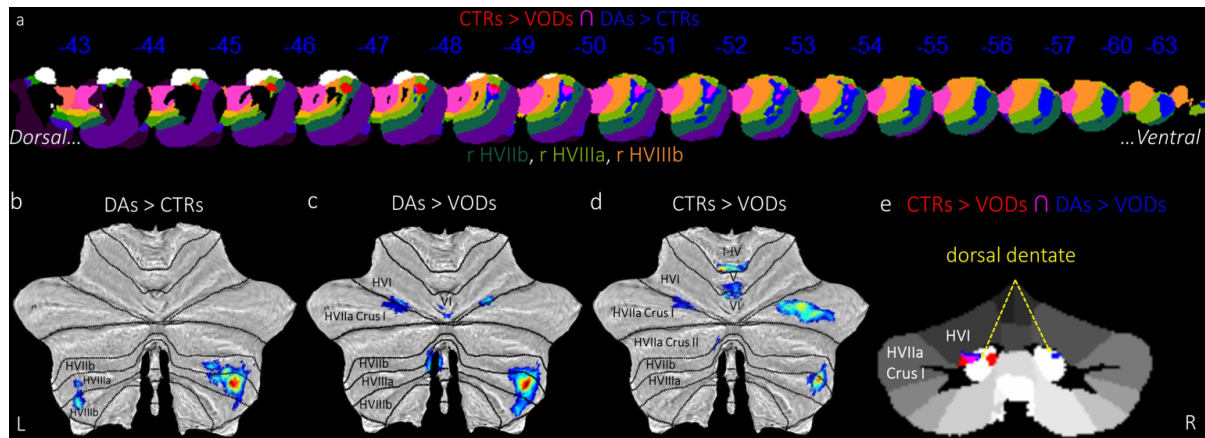 a CTRs > VODs ∩ DAs > CTRs
-43 -44 -45 -46 -47 -48 -49 -50 -51 -52 -53 -54 -55 -56 -57 -60 -63
Dorsal... ...Ventral
r HVIIb, r HVIIIa, r HVIIIb
b DAs > CTRs c DAs > VODs d CTRs > VODs e CTRs > VODs ∩ DAs > VODs
dorsal dentate
I-IV
HVI V
VI HVI VI
HVIIa Crus I HVIIa Crus I
HVI
HVIIa Crus II HVIIa
Crus I
HVIIb HVIIb HVIIb
HVIIIa HVIIIa HVIIIa
HVIIIb HVIIIb
L R